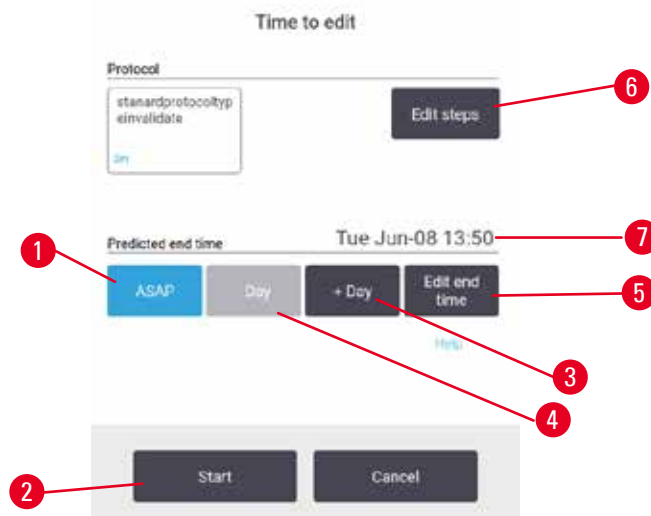 Time to edit
Protocol
stanardprotocoltyp
einvalidate
Edit steps
6
Predicted end time
Tue Jun-08 13:50
7
1
ASAP
Day
+ Day
Edit end
time
5
Help
3
4
Start
Cancel
2